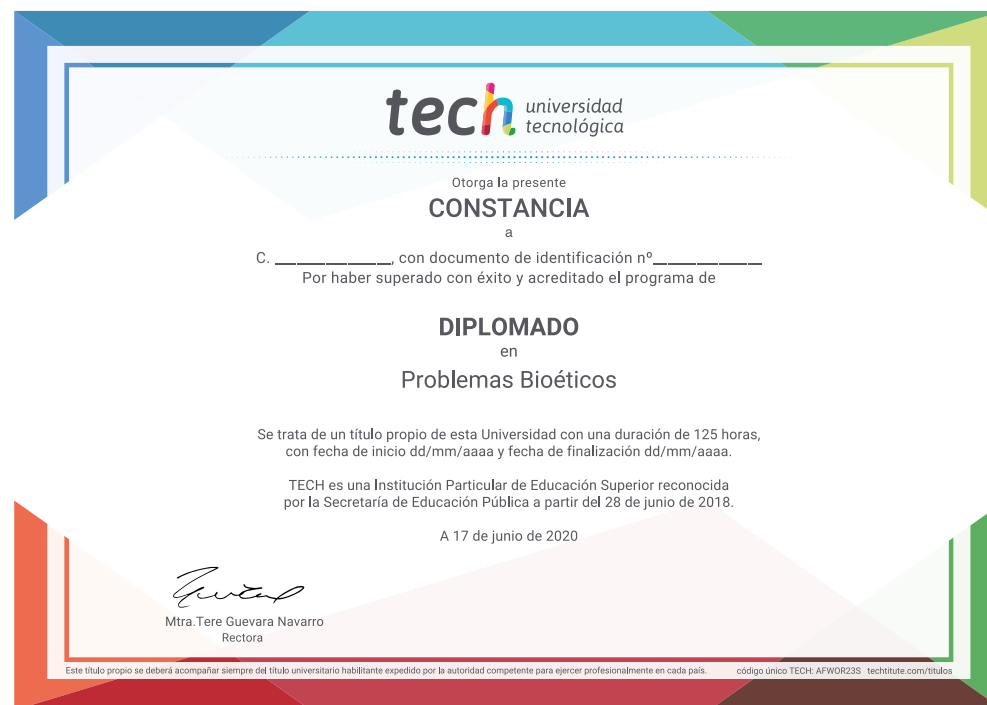 tech universidad
tecnológica
Otorga la presente
CONSTANCIA
a
C. ______________, con documento de identificación nº_____________
Por haber superado con éxito y acreditado el programa de
DIPLOMADO
en
Problemas Bioéticos
Se trata de un título propio de esta Universidad con una duración de 125 horas,
con fecha de inicio dd/mm/aaaa y fecha de finalización dd/mm/aaaa.
TECH es una Institución Particular de Educación Superior reconocida
por la Secretaría de Educación Pública a partir del 28 de junio de 2018.
A 17 de junio de 2020
Mtra.Tere Guevara Navarro
Rectora
Este título propio se deberá acompañar siempre del título universitario habilitante expedido por la autoridad competente para ejercer profesionalmente en cada país. código único TECH: AFWOR23S techtitute.com/titulos